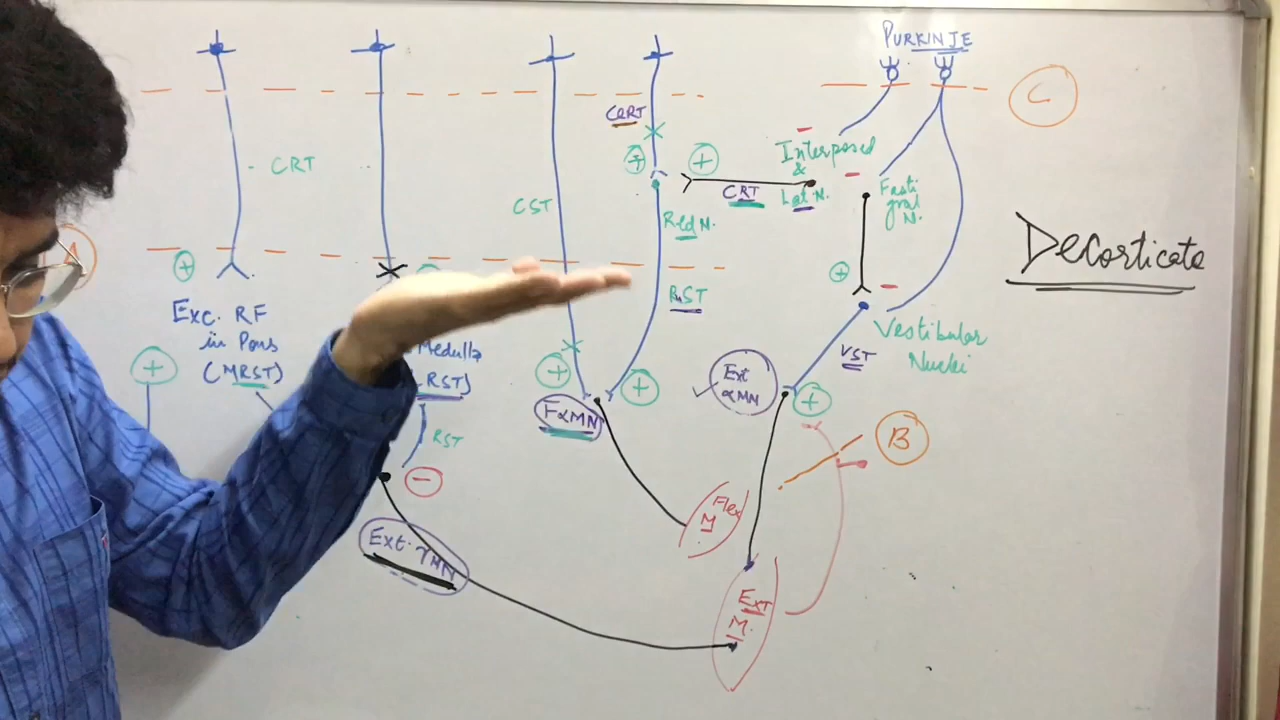 PURKINJE
C
CRT
CST
CeRT
+
+
CRT
Interposed
&
Lat N.
Fasti
gial
N.
Red N.
RST
Decorticate
A
+
Exc. RF
in Pons
(MRST)
+
Medulla
RST)
RST
-
Ext. γMN
+
FαMN
+
+
Vestibular
Nuclei
VST
Ext
αMN
+
B
Flex
M
Ext
M.